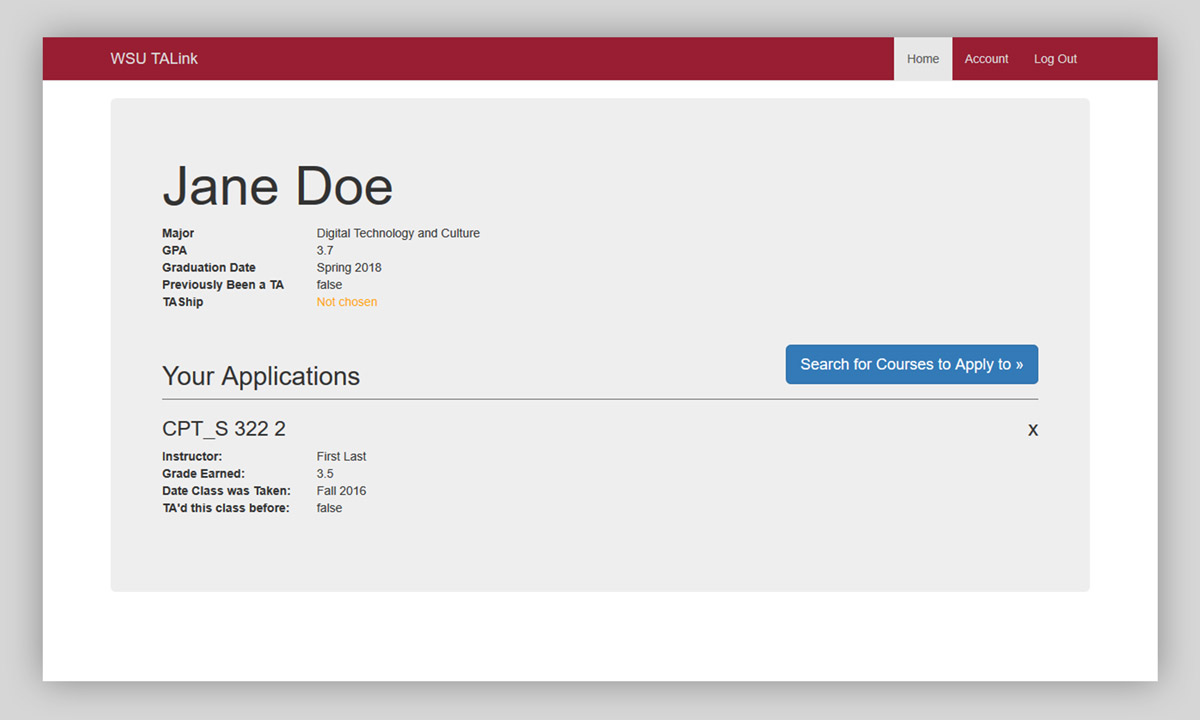 WSU TALink Home Account Log Out
Jane Doe
Major Digital Technology and Culture
GPA 3.7
Graduation Date Spring 2018
Previously Been a TA false
TAShip Not chosen
Your Applications Search for Courses to Apply to »
CPT_S 322 2 X
Instructor: First Last
Grade Earned: 3.5
Date Class was Taken: Fall 2016
TA'd this class before: false